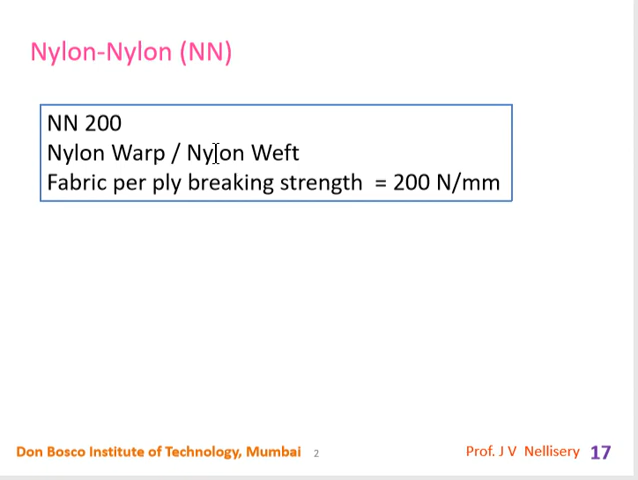 Nylon-Nylon (NN)
NN 200
Nylon Warp / Nylon Weft
Fabric per ply breaking strength = 200 N/mm
Don Bosco Institute of Technology, Mumbai 2 Prof. J V Nellisery 17